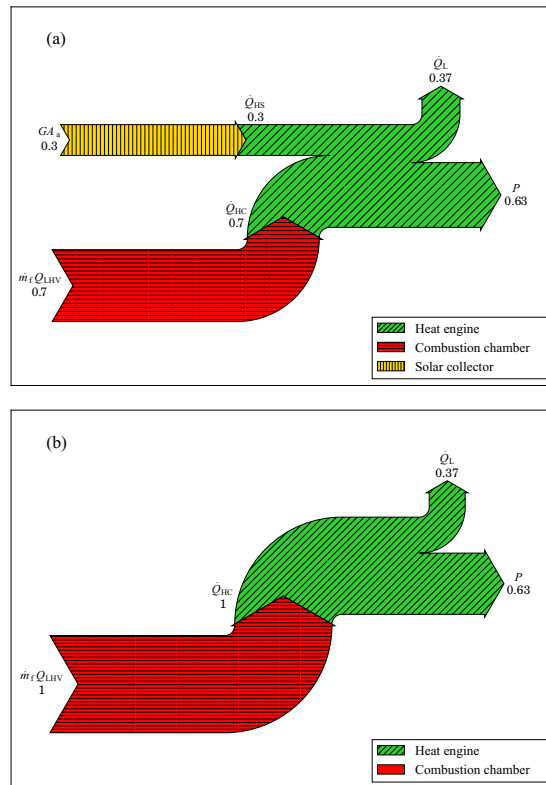 (a)
Q̇L
0.37
Q̇HS
0.3
GAa
0.3
P
0.63
Q̇HC
0.7
ṁf QLHV
0.7
Heat engine
Combustion chamber
Solar collector
(b)
Q̇L
0.37
Q̇HC
1
P
0.63
ṁf QLHV
1
Heat engine
Combustion chamber